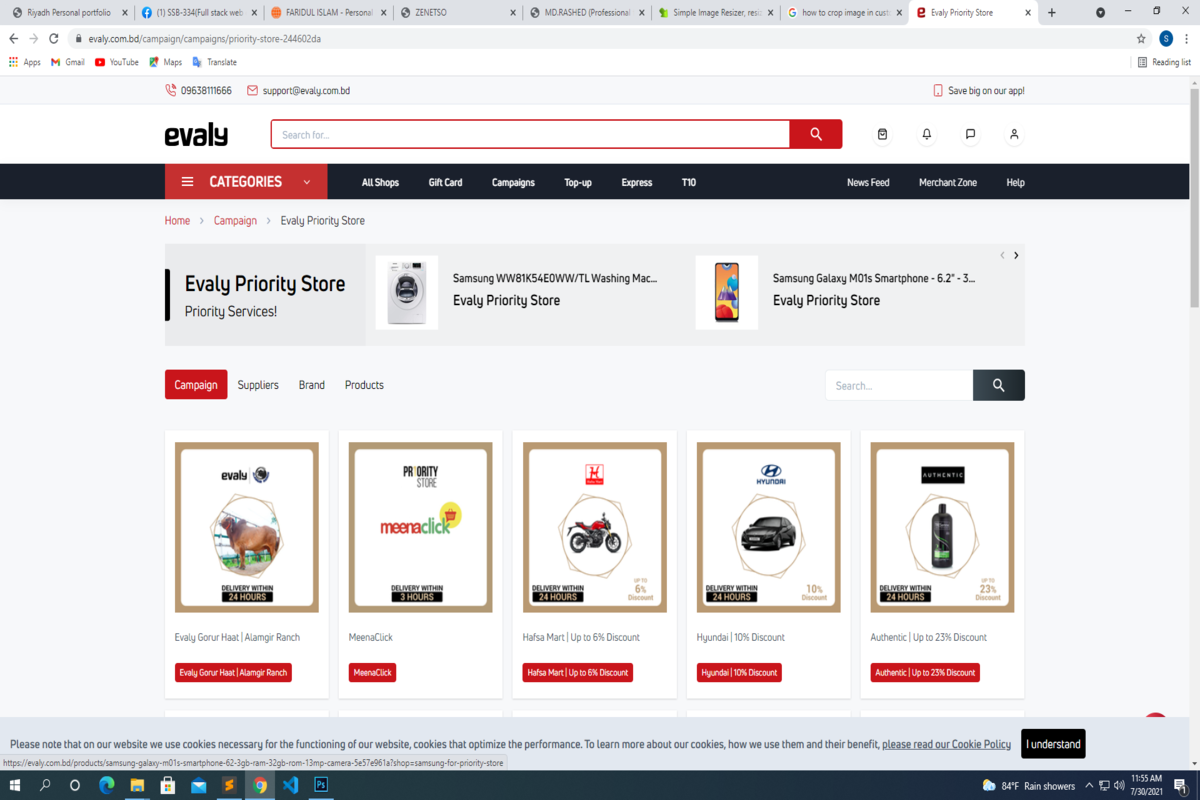 Riyadh Personal portfolio
(1) SSB-334(Full stack web
FARIDUL ISLAM - Personal
ZENETSO
MD.RASHED (Professional
Simple Image Resizer, resi
how to crop image in cust
Evaly Priority Store
evaly.com.bd/campaign/campaigns/priority-store-244602da
S
Apps
Gmail
YouTube
Maps
Translate
Reading list
09638111666
support@evaly.com.bd
Save big on our app!
evaly
Search for...
CATEGORIES
All Shops
Gift Card
Campaigns
Top-up
Express
T10
News Feed
Merchant Zone
Help
Home > Campaign > Evaly Priority Store
Evaly Priority Store
Priority Services!
Samsung WW81K54E0WW/TL Washing Mac...
Evaly Priority Store
Samsung Galaxy M01s Smartphone - 6.2" - 3...
Evaly Priority Store
Campaign
Suppliers
Brand
Products
Search...
evaly
DELIVERY WITHIN
24 HOURS
Evaly Gorur Haat | Alamgir Ranch
Evaly Gorur Haat | Alamgir Ranch
PRIORITY
STORE
meenaclick
DELIVERY WITHIN
3 HOURS
MeenaClick
MeenaClick
DELIVERY WITHIN
24 HOURS
UP TO
6%
Discount
Hafsa Mart | Up to 6% Discount
Hafsa Mart | Up to 6% Discount
HYUNDAI
DELIVERY WITHIN
24 HOURS
10%
Discount
Hyundai | 10% Discount
Hyundai | 10% Discount
AUTHENTIC
DELIVERY WITHIN
24 HOURS
UP TO
23%
Discount
Authentic | Up to 23% Discount
Authentic | Up to 23% Discount
Please note that on our website we use cookies necessary for the functioning of our website, cookies that optimize the performance. To learn more about our cookies, how we use them and their benefit, please read our Cookie Policy
I understand
https://evaly.com.bd/products/samsung-galaxy-m01s-smartphone-62-3gb-ram-32gb-rom-13mp-camera-5e57e961a?shop=samsung-for-priority-store
Ps
84°F Rain showers
11:55 AM
7/30/2021
1